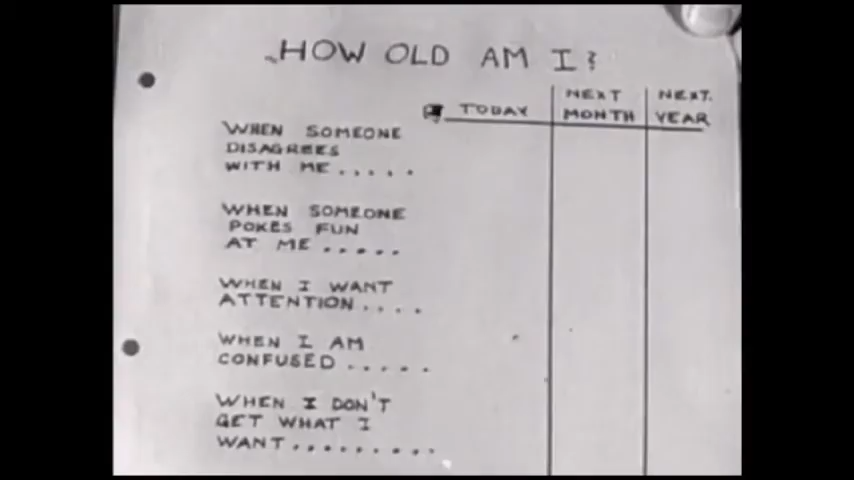 HOW OLD AM I?
TODAY
NEXT MONTH
NEXT. YEAR
WHEN SOMEONE
DISAGREES
WITH ME.....
WHEN SOMEONE
POKES FUN
AT ME.....
WHEN I WANT
ATTENTION....
WHEN I AM
CONFUSED.....
WHEN I DON'T
GET WHAT I
WANT.........